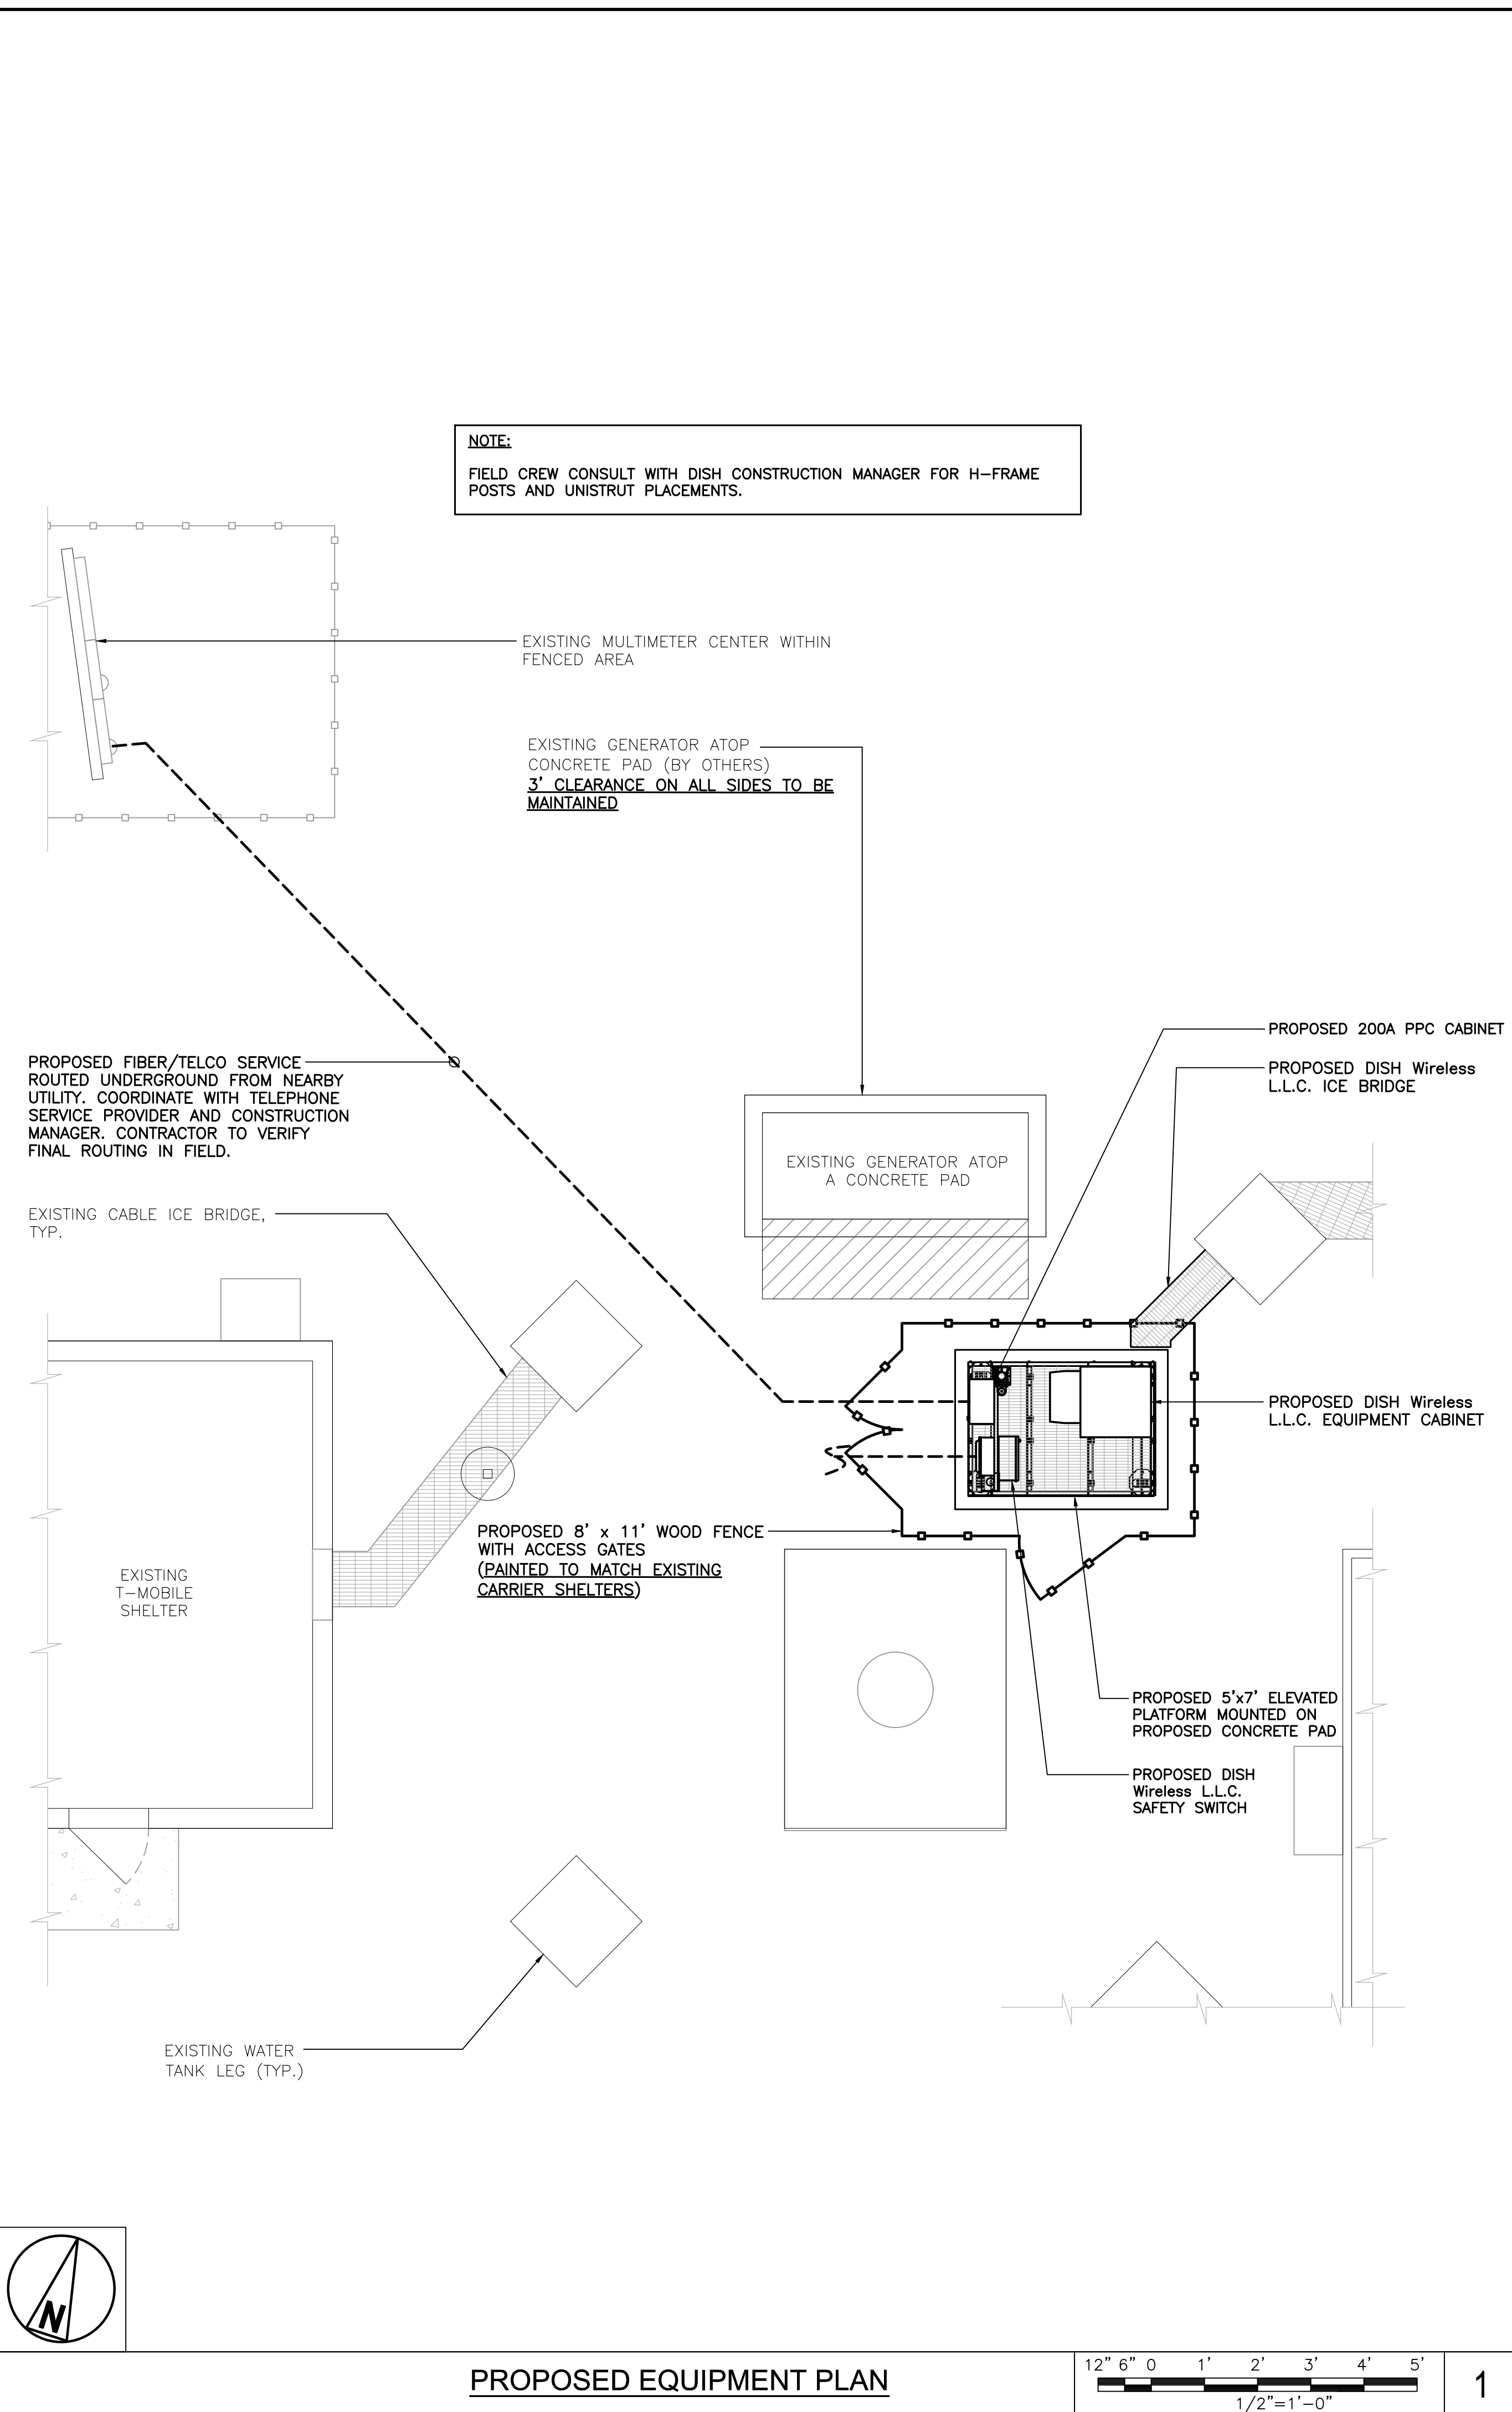 NOTE:
FIELD CREW CONSULT WITH DISH CONSTRUCTION MANAGER FOR H-FRAME
POSTS AND UNISTRUT PLACEMENTS.
EXISTING MULTIMETER CENTER WITHIN
FENCED AREA
EXISTING GENERATOR ATOP
CONCRETE PAD (BY OTHERS)
3' CLEARANCE ON ALL SIDES TO BE
MAINTAINED
PROPOSED 200A PPC CABINET
PROPOSED DISH Wireless
L.L.C. ICE BRIDGE
PROPOSED FIBER/TELCO SERVICE
ROUTED UNDERGROUND FROM NEARBY
UTILITY. COORDINATE WITH TELEPHONE
SERVICE PROVIDER AND CONSTRUCTION
MANAGER. CONTRACTOR TO VERIFY
FINAL ROUTING IN FIELD.
EXISTING GENERATOR ATOP
A CONCRETE PAD
EXISTING CABLE ICE BRIDGE,
TYP.
PROPOSED DISH Wireless
L.L.C. EQUIPMENT CABINET
PROPOSED 8' x 11' WOOD FENCE
WITH ACCESS GATES
(PAINTED TO MATCH EXISTING
CARRIER SHELTERS)
EXISTING
T-MOBILE
SHELTER
PROPOSED 5'x7' ELEVATED
PLATFORM MOUNTED ON
PROPOSED CONCRETE PAD
PROPOSED DISH
Wireless L.L.C.
SAFETY SWITCH
EXISTING WATER
TANK LEG (TYP.)
N
PROPOSED EQUIPMENT PLAN
12" 6" 0 1' 2' 3' 4' 5'
1/2"=1'-0"
1